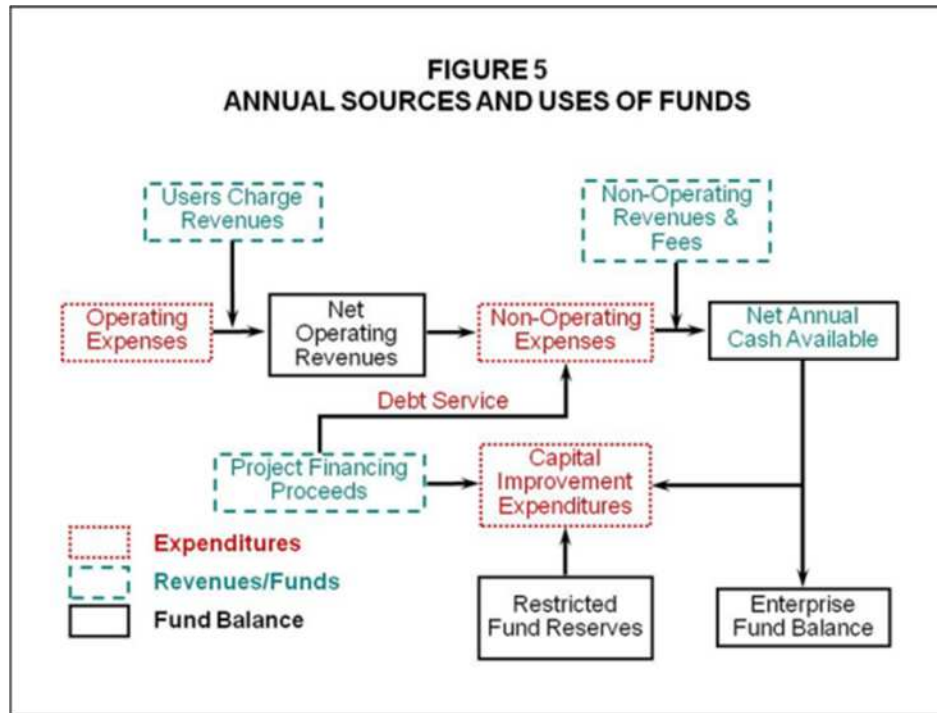 FIGURE 5
ANNUAL SOURCES AND USES OF FUNDS
Users Charge
Revenues
Non-Operating
Revenues &
Fees
Operating
Expenses
Net
Operating
Revenues
Non-Operating
Expenses
Net Annual
Cash Available
Debt Service
Project Financing
Proceeds
Capital
Improvement
Expenditures
Expenditures
Revenues/Funds
Fund Balance
Restricted
Fund Reserves
Enterprise
Fund Balance